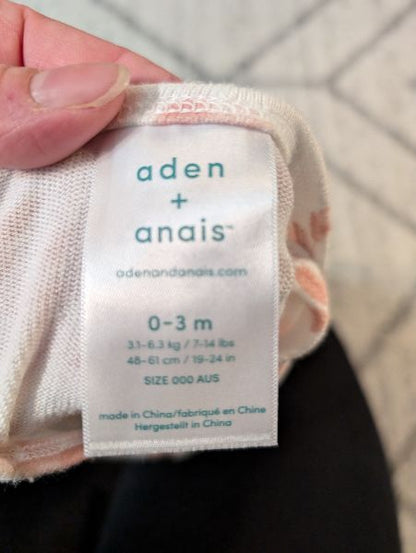 aden
+
anais™
adenandanais.com
0-3 m
3.1-6.3 kg / 7-14 lbs
48-61 cm / 19-24 in
SIZE 000 AUS
made in China/fabriqué en Chine
Hergestellt in China